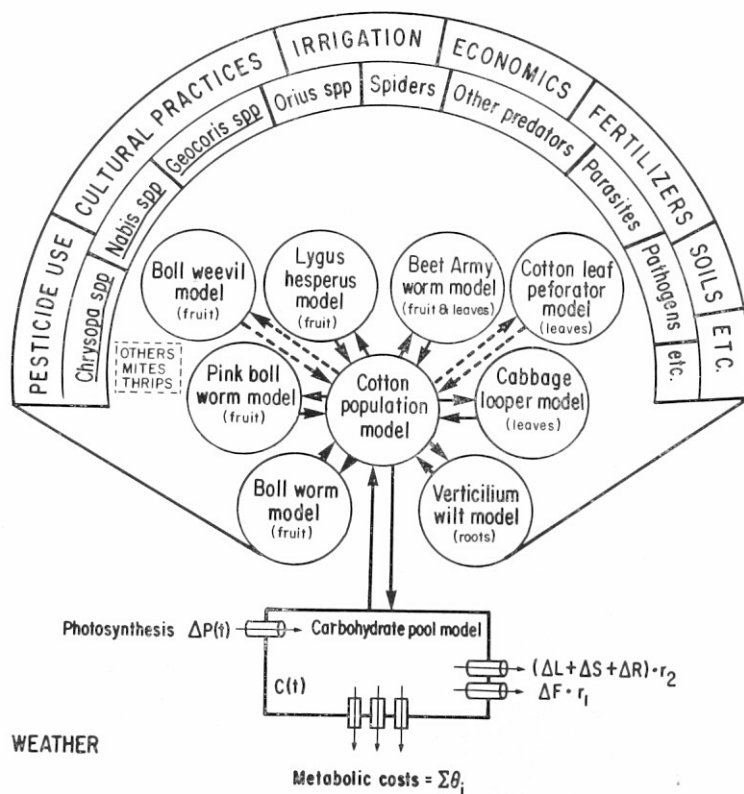 PESTICIDE USE
CULTURAL PRACTICES
IRRIGATION
ECONOMICS
FERTILIZERS
SOILS
ETC.
Chrysopa spp
Nabis spp
Geocoris spp
Orius spp
Spiders
Other predators
Parasites
Pathogens
etc.
Boll weevil
model
(fruit)
Lygus
hesperus
model
(fruit)
Beet Army
worm model
(fruit & leaves)
Cotton leaf
peforator
model
(leaves)
OTHERS
MITES
THRIPS
Pink boll
worm model
(fruit)
Cotton
population
model
Cabbage
looper model
(leaves)
Boll worm
model
(fruit)
Verticilium
wilt model
(roots)
Photosynthesis ΔP(t)
Carbohydrate pool model
C(t)
(ΔL+ΔS+ΔR)·r₂
ΔF·r₁
WEATHER
Metabolic costs = Σθᵢ